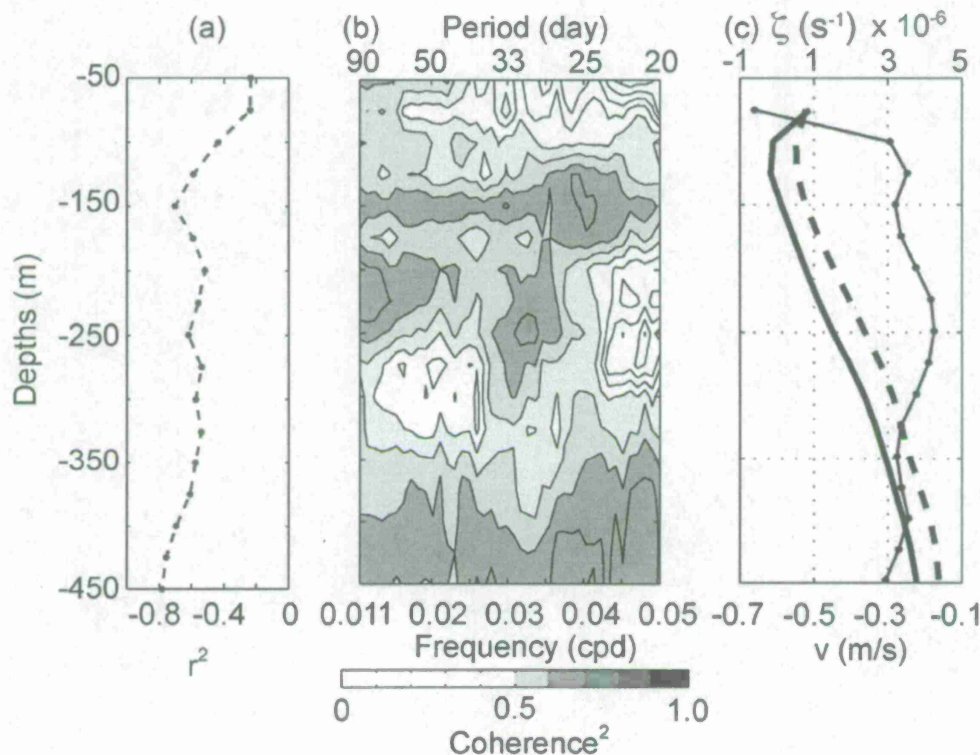 (a)
(b) Period (day)
(c) ζ (s⁻¹) x 10⁻⁶
90 50 33 25 20
-1 1 3 5
-50
-150
-250
-350
-450
Depths (m)
-0.8 -0.4 0
r²
0.011 0.02 0.03 0.04 0.05
Frequency (cpd)
-0.7 -0.5 -0.3 -0.1
v (m/s)
0 0.5 1.0
Coherence²